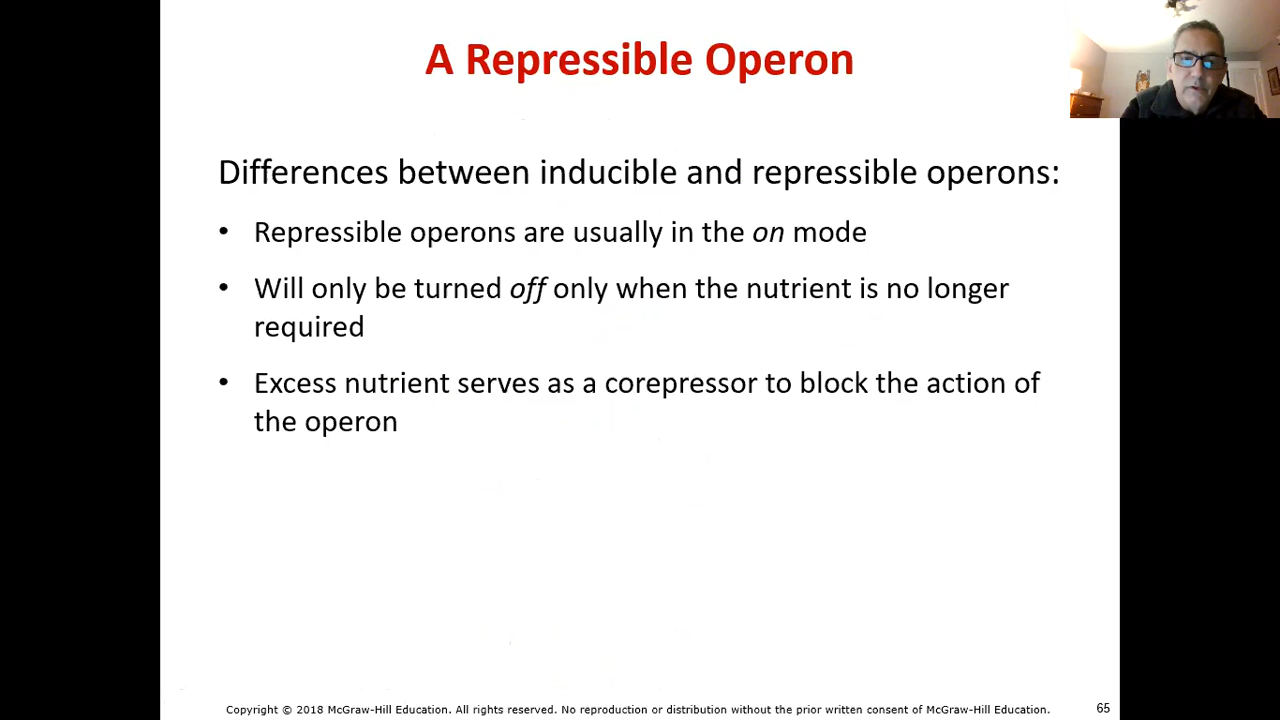 A Repressible Operon
Differences between inducible and repressible operons:
• Repressible operons are usually in the on mode
• Will only be turned off only when the nutrient is no longer
required
• Excess nutrient serves as a corepressor to block the action of
the operon
Copyright © 2018 McGraw-Hill Education. All rights reserved. No reproduction or distribution without the prior written consent of McGraw-Hill Education.
65